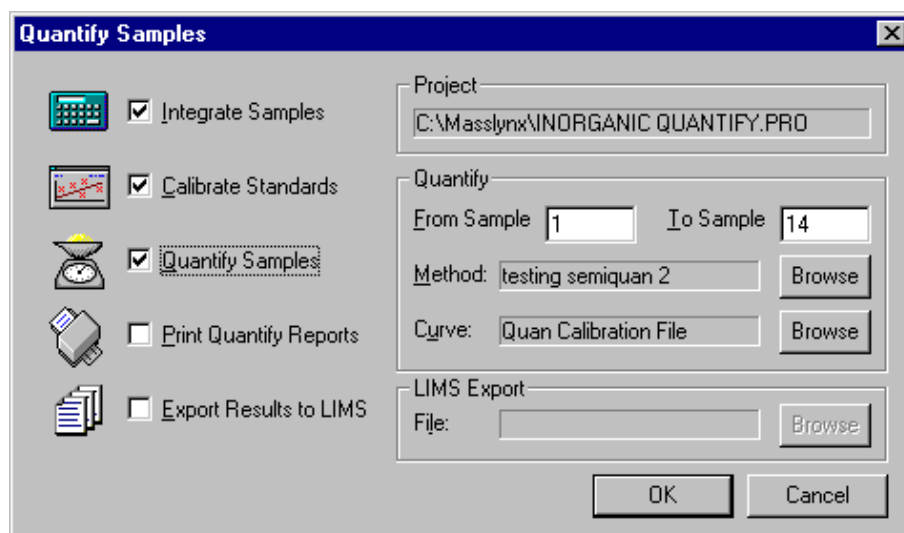 Quantify Samples
Integrate Samples
Calibrate Standards
Quantify Samples
Print Quantify Reports
Export Results to LIMS
Project
C:\Masslynx\INORGANIC QUANTIFY.PRO
Quantify
From Sample 1 To Sample 14
Method: testing semiquan 2 Browse
Curve: Quan Calibration File Browse
LIMS Export
File: Browse
OK Cancel